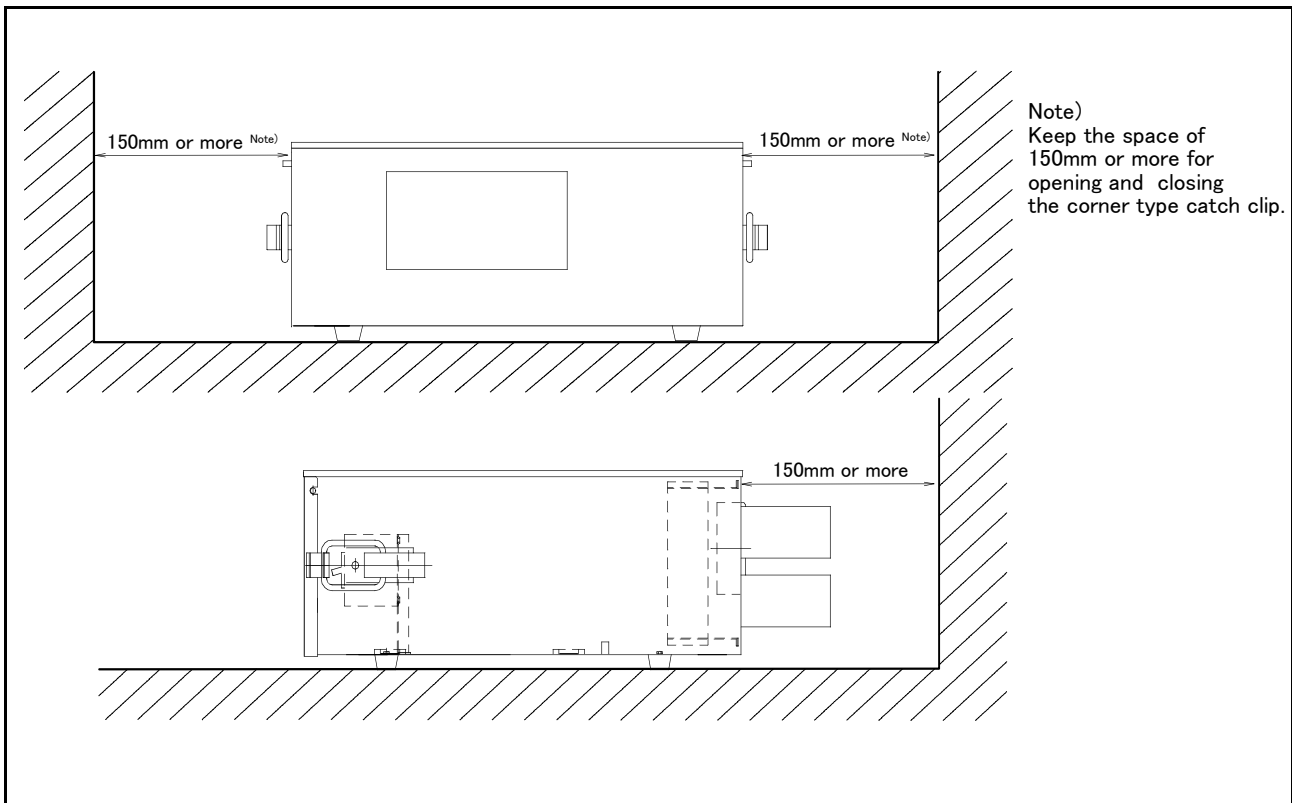 150mm or more Note)
150mm or more Note)
Note)
Keep the space of
150mm or more for
opening and closing
the corner type catch clip.
150mm or more